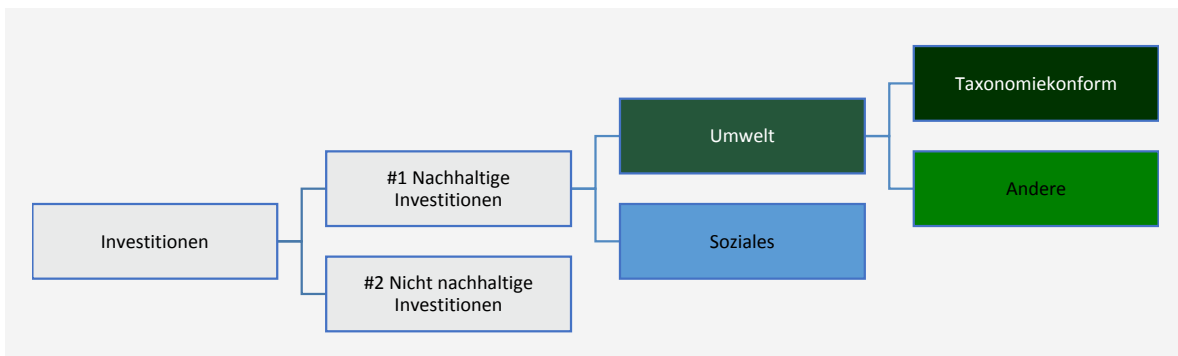 Investitionen
#1 Nachhaltige
Investitionen
#2 Nicht nachhaltige
Investitionen
Umwelt
Soziales
Taxonomiekonform
Andere